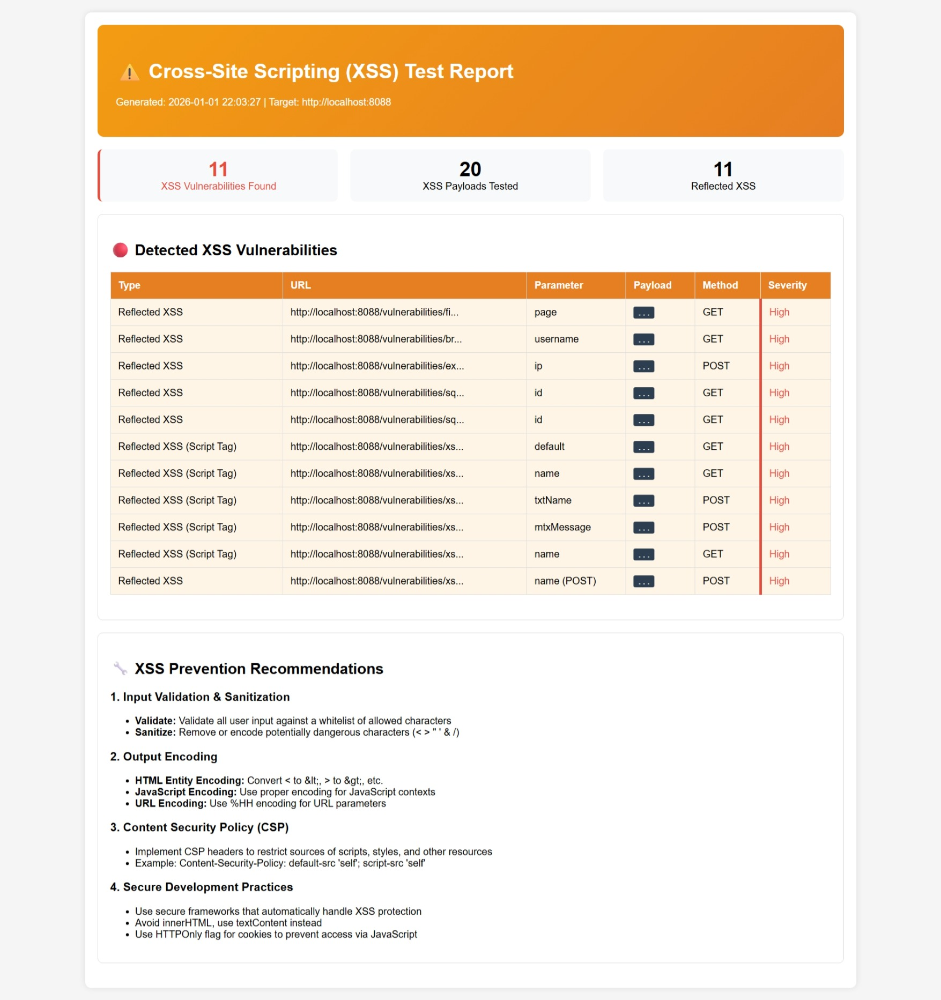 Cross-Site Scripting (XSS) Test Report
Generated: 2026-01-01 22:03:27 | Target: http://localhost:8088
11
XSS Vulnerabilities Found
20
XSS Payloads Tested
11
Reflected XSS
Detected XSS Vulnerabilities
Type URL Parameter Payload Method Severity
Reflected XSS http://localhost:8088/vulnerabilities/fi... page ... GET High
Reflected XSS http://localhost:8088/vulnerabilities/br... username ... GET High
Reflected XSS http://localhost:8088/vulnerabilities/ex... ip ... POST High
Reflected XSS http://localhost:8088/vulnerabilities/sq... id ... GET High
Reflected XSS http://localhost:8088/vulnerabilities/sq... id ... GET High
Reflected XSS (Script Tag) http://localhost:8088/vulnerabilities/xs... default ... GET High
Reflected XSS (Script Tag) http://localhost:8088/vulnerabilities/xs... name ... GET High
Reflected XSS (Script Tag) http://localhost:8088/vulnerabilities/xs... txtName ... POST High
Reflected XSS (Script Tag) http://localhost:8088/vulnerabilities/xs... mtxMessage ... POST High
Reflected XSS (Script Tag) http://localhost:8088/vulnerabilities/xs... name ... GET High
Reflected XSS http://localhost:8088/vulnerabilities/xs... name (POST) ... POST High
XSS Prevention Recommendations
1. Input Validation & Sanitization
• Validate: Validate all user input against a whitelist of allowed characters
• Sanitize: Remove or encode potentially dangerous characters (< > " ' & /)
2. Output Encoding
• HTML Entity Encoding: Convert < to &lt;, > to &gt;, etc.
• JavaScript Encoding: Use proper encoding for JavaScript contexts
• URL Encoding: Use %HH encoding for URL parameters
3. Content Security Policy (CSP)
• Implement CSP headers to restrict sources of scripts, styles, and other resources
• Example: Content-Security-Policy: default-src 'self'; script-src 'self'
4. Secure Development Practices
• Use secure frameworks that automatically handle XSS protection
• Avoid innerHTML, use textContent instead
• Use HTTPOnly flag for cookies to prevent access via JavaScript